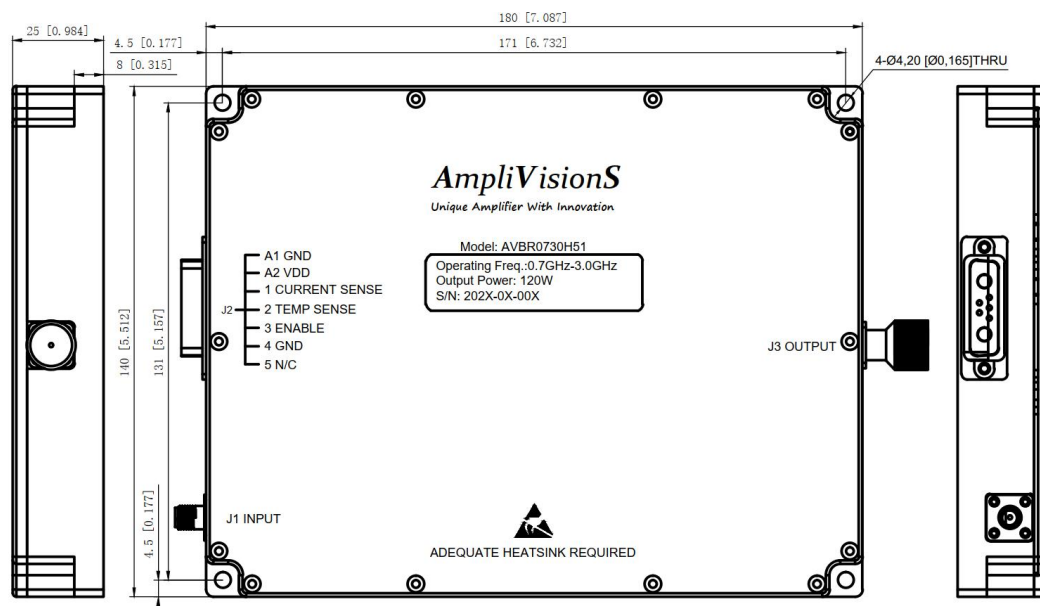 180 [7.087]
25 [0.984]
4.5 [0.177]
171 [6.732]
8 [0.315]
4-Ø4,20 [Ø0,165]THRU
AmpliVisionS
Unique Amplifier With Innovation
Model: AVBR0730H51
Operating Freq.:0.7GHz-3.0GHz
Output Power: 120W
S/N: 202X-0X-00X
A1 GND
A2 VDD
1 CURRENT SENSE
J2
2 TEMP SENSE
3 ENABLE
4 GND
5 N/C
J3 OUTPUT
140 [5.512]
131 [5.157]
4.5 [0.177]
J1 INPUT
ADEQUATE HEATSINK REQUIRED